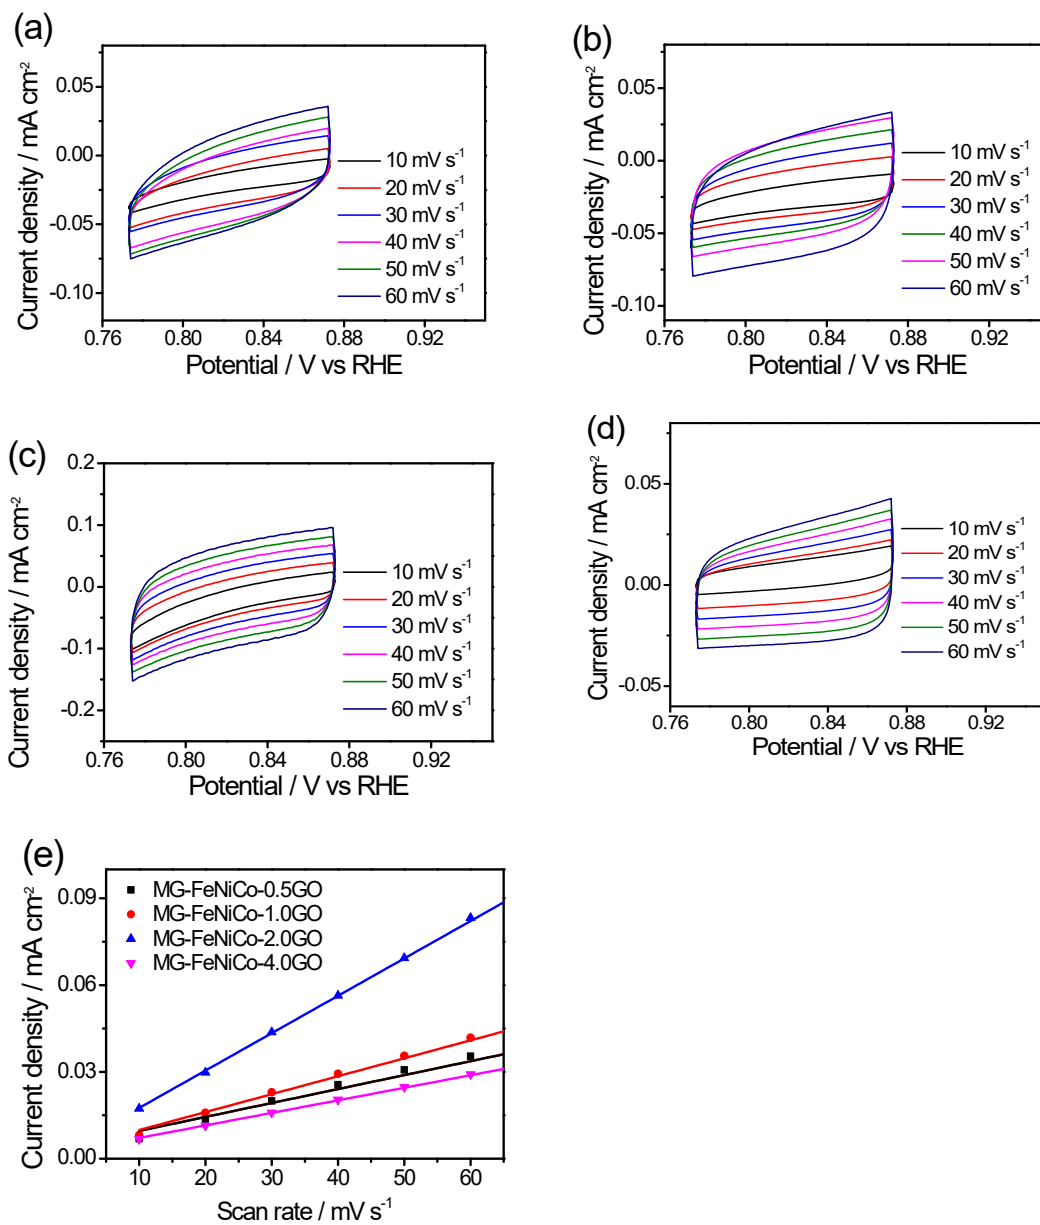 (a)
0.05
0.00
-0.05
-0.10
Current density / mA cm-2
10 mV s-1
20 mV s-1
30 mV s-1
40 mV s-1
50 mV s-1
60 mV s-1
0.76 0.80 0.84 0.88 0.92
Potential / V vs RHE
(b)
0.05
0.00
-0.05
-0.10
Current density / mA cm-2
10 mV s-1
20 mV s-1
30 mV s-1
40 mV s-1
50 mV s-1
60 mV s-1
0.76 0.80 0.84 0.88 0.92
Potential / V vs RHE
(c)
0.2
0.1
0.0
-0.1
-0.2
Current density / mA cm-2
10 mV s-1
20 mV s-1
30 mV s-1
40 mV s-1
50 mV s-1
60 mV s-1
0.76 0.80 0.84 0.88 0.92
Potential / V vs RHE
(d)
0.05
0.00
-0.05
Current density / mA cm-2
10 mV s-1
20 mV s-1
30 mV s-1
40 mV s-1
50 mV s-1
60 mV s-1
0.76 0.80 0.84 0.88 0.92
Potential / V vs RHE
(e)
0.09
0.06
0.03
0.00
Current density / mA cm-2
MG-FeNiCo-0.5GO
MG-FeNiCo-1.0GO
MG-FeNiCo-2.0GO
MG-FeNiCo-4.0GO
10 20 30 40 50 60
Scan rate / mV s-1